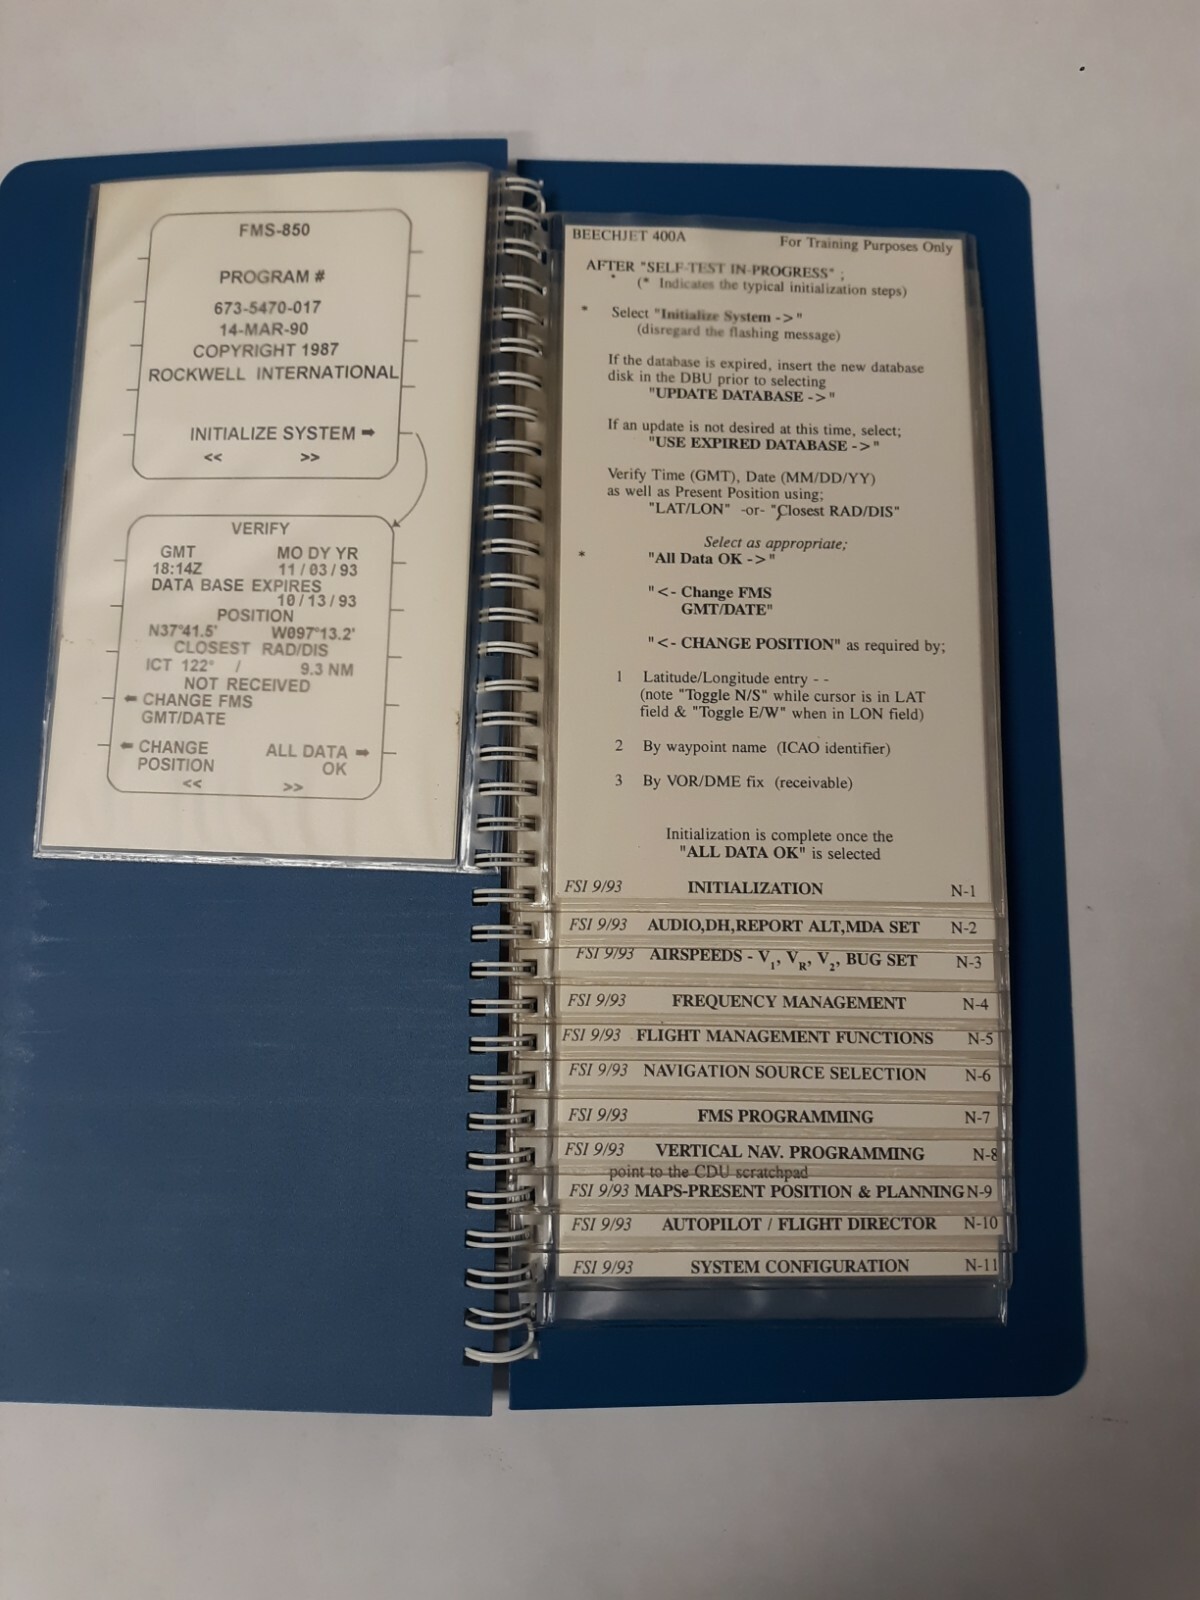 FMS-850
PROGRAM #
673-5470-017
14-MAR-90
COPYRIGHT 1987
ROCKWELL INTERNATIONAL
INITIALIZE SYSTEM ➡
<< >>
VERIFY
GMT MO DY YR
18:14Z 11/03/93
DATA BASE EXPIRES
10/13/93
POSITION
N37°41.5' W097°13.2'
CLOSEST RAD/DIS
ICT 122° / 9.3 NM
NOT RECEIVED
⬅ CHANGE FMS
GMT/DATE
⬅ CHANGE ALL DATA ➡
POSITION OK
<< >>
BEECHJET 400A For Training Purposes Only
AFTER "SELF-TEST IN-PROGRESS" ;
(* Indicates the typical initialization steps)
* Select "Initialize System ->"
(disregard the flashing message)
If the database is expired, insert the new database
disk in the DBU prior to selecting
"UPDATE DATABASE ->"
If an update is not desired at this time, select;
"USE EXPIRED DATABASE ->"
Verify Time (GMT), Date (MM/DD/YY)
as well as Present Position using;
"LAT/LON" -or- "Closest RAD/DIS"
Select as appropriate;
* "All Data OK ->"
"<- Change FMS
GMT/DATE"
"<- CHANGE POSITION" as required by;
1 Latitude/Longitude entry - -
(note "Toggle N/S" while cursor is in LAT
field & "Toggle E/W" when in LON field)
2 By waypoint name (ICAO identifier)
3 By VOR/DME fix (receivable)
Initialization is complete once the
"ALL DATA OK" is selected
FSI 9/93 INITIALIZATION N-1
FSI 9/93 AUDIO,DH,REPORT ALT,MDA SET N-2
FSI 9/93 AIRSPEEDS - V1, VR, V2, BUG SET N-3
FSI 9/93 FREQUENCY MANAGEMENT N-4
FSI 9/93 FLIGHT MANAGEMENT FUNCTIONS N-5
FSI 9/93 NAVIGATION SOURCE SELECTION N-6
FSI 9/93 FMS PROGRAMMING N-7
FSI 9/93 VERTICAL NAV. PROGRAMMING N-8
point to the CDU scratchpad
FSI 9/93 MAPS-PRESENT POSITION & PLANNING N-9
FSI 9/93 AUTOPILOT / FLIGHT DIRECTOR N-10
FSI 9/93 SYSTEM CONFIGURATION N-11